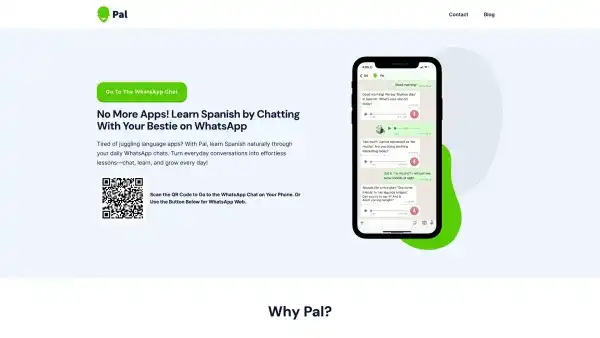 Pal
Contact
Blog
Go To The WhatsApp Chat
No More Apps! Learn Spanish by Chatting
With Your Bestie on WhatsApp
Tired of juggling language apps? With Pal, learn Spanish naturally through
your daily WhatsApp chats. Turn everyday conversations into effortless
lessons—chat, learn, and grow every day!
Scan the QR Code to Go to the WhatsApp Chat on Your Phone. Or
Use the Button Below for WhatsApp Web.
Pal
Why Pal?